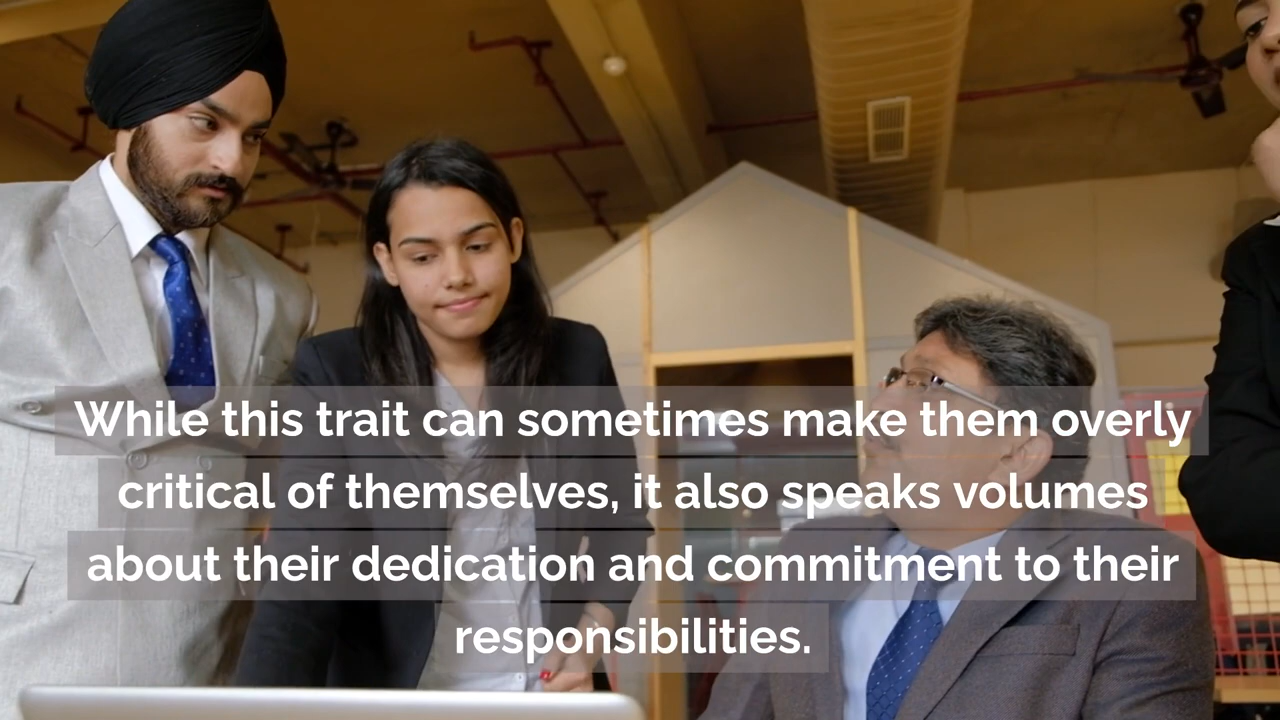 While this trait can sometimes make them overly
critical of themselves, it also speaks volumes
about their dedication and commitment to their
responsibilities.